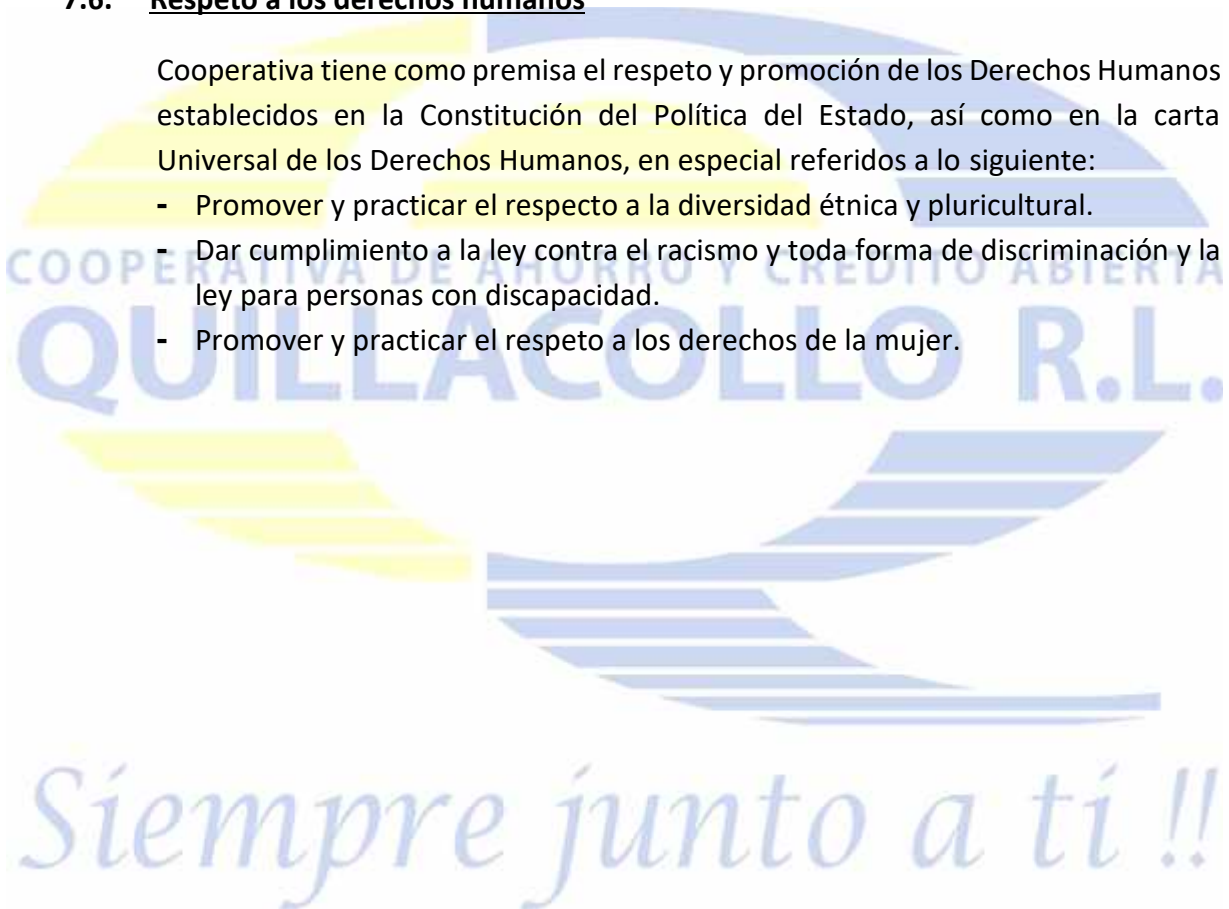 7.6. Respeto a los derechos humanos
Cooperativa tiene como premisa el respeto y promoción de los Derechos Humanos
establecidos en la Constitución del Política del Estado, así como en la carta
Universal de los Derechos Humanos, en especial referidos a lo siguiente:
- Promover y practicar el respecto a la diversidad étnica y pluricultural.
- Dar cumplimiento a la ley contra el racismo y toda forma de discriminación y la
ley para personas con discapacidad.
- Promover y practicar el respeto a los derechos de la mujer.
COOPERATIVA DE AHORRO Y CREDITO ABIERTA
QUILLACOLLO R.L.
Siempre junto a ti !!